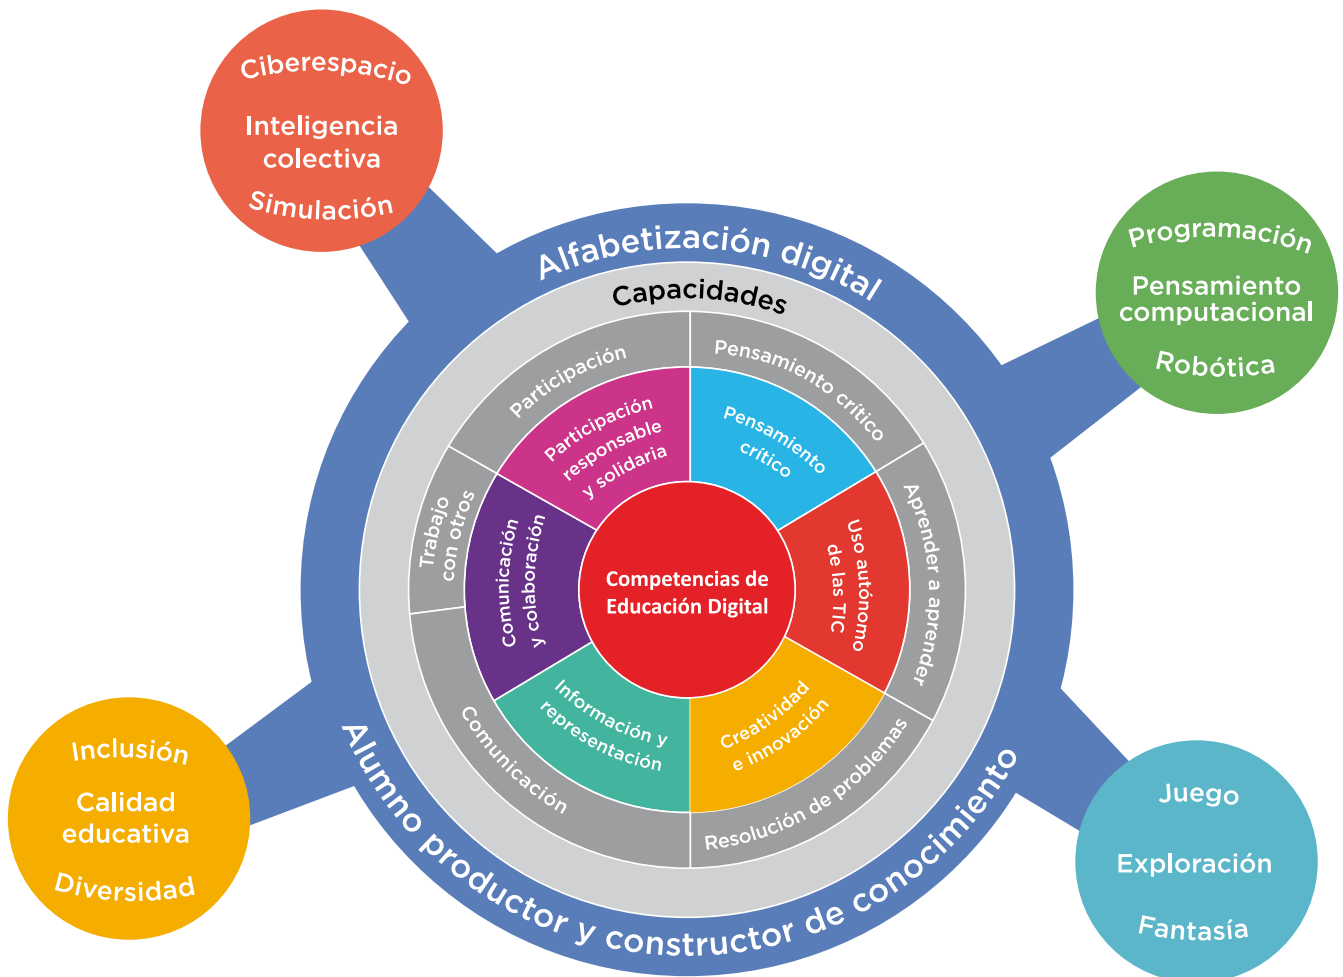 Ciberespacio
Inteligencia
colectiva
Simulación
Programación
Pensamiento
computacional
Robótica
Alfabetización digital
Capacidades
Participación
Pensamiento crítico
Aprender a aprender
Resolución de problemas
Comunicación
Trabajo
con otros
Participación
responsable
y solidaria
Pensamiento
crítico
Uso autónomo
de las TIC
Creatividad
e innovación
Información y
representación
Comunicación
y colaboración
Competencias de
Educación Digital
Alumno productor y constructor de conocimiento
Inclusión
Calidad
educativa
Diversidad
Juego
Exploración
Fantasía